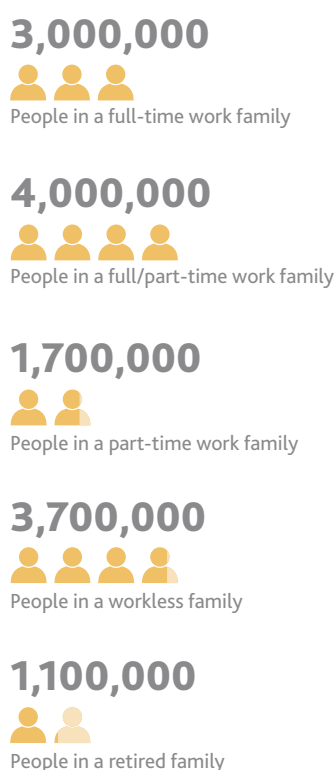 3,000,000
People in a full-time work family
4,000,000
People in a full/part-time work family
1,700,000
People in a part-time work family
3,700,000
People in a workless family
1,100,000
People in a retired family